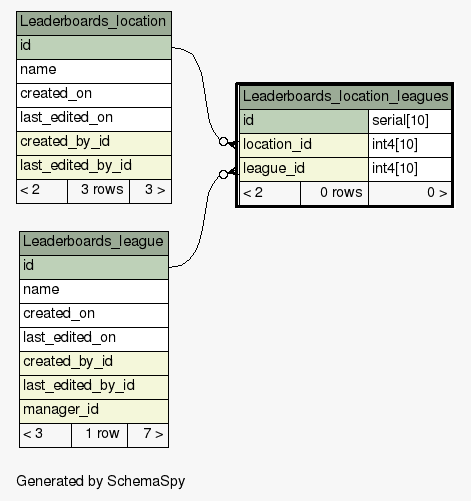 Leaderboards_location
id
name
created_on
last_edited_on
created_by_id
last_edited_by_id
< 2 3 rows 3 >
Leaderboards_location_leagues
id serial[10]
location_id int4[10]
league_id int4[10]
< 2 0 rows 0 >
Leaderboards_league
id
name
created_on
last_edited_on
created_by_id
last_edited_by_id
manager_id
< 3 1 row 7 >
Generated by SchemaSpy